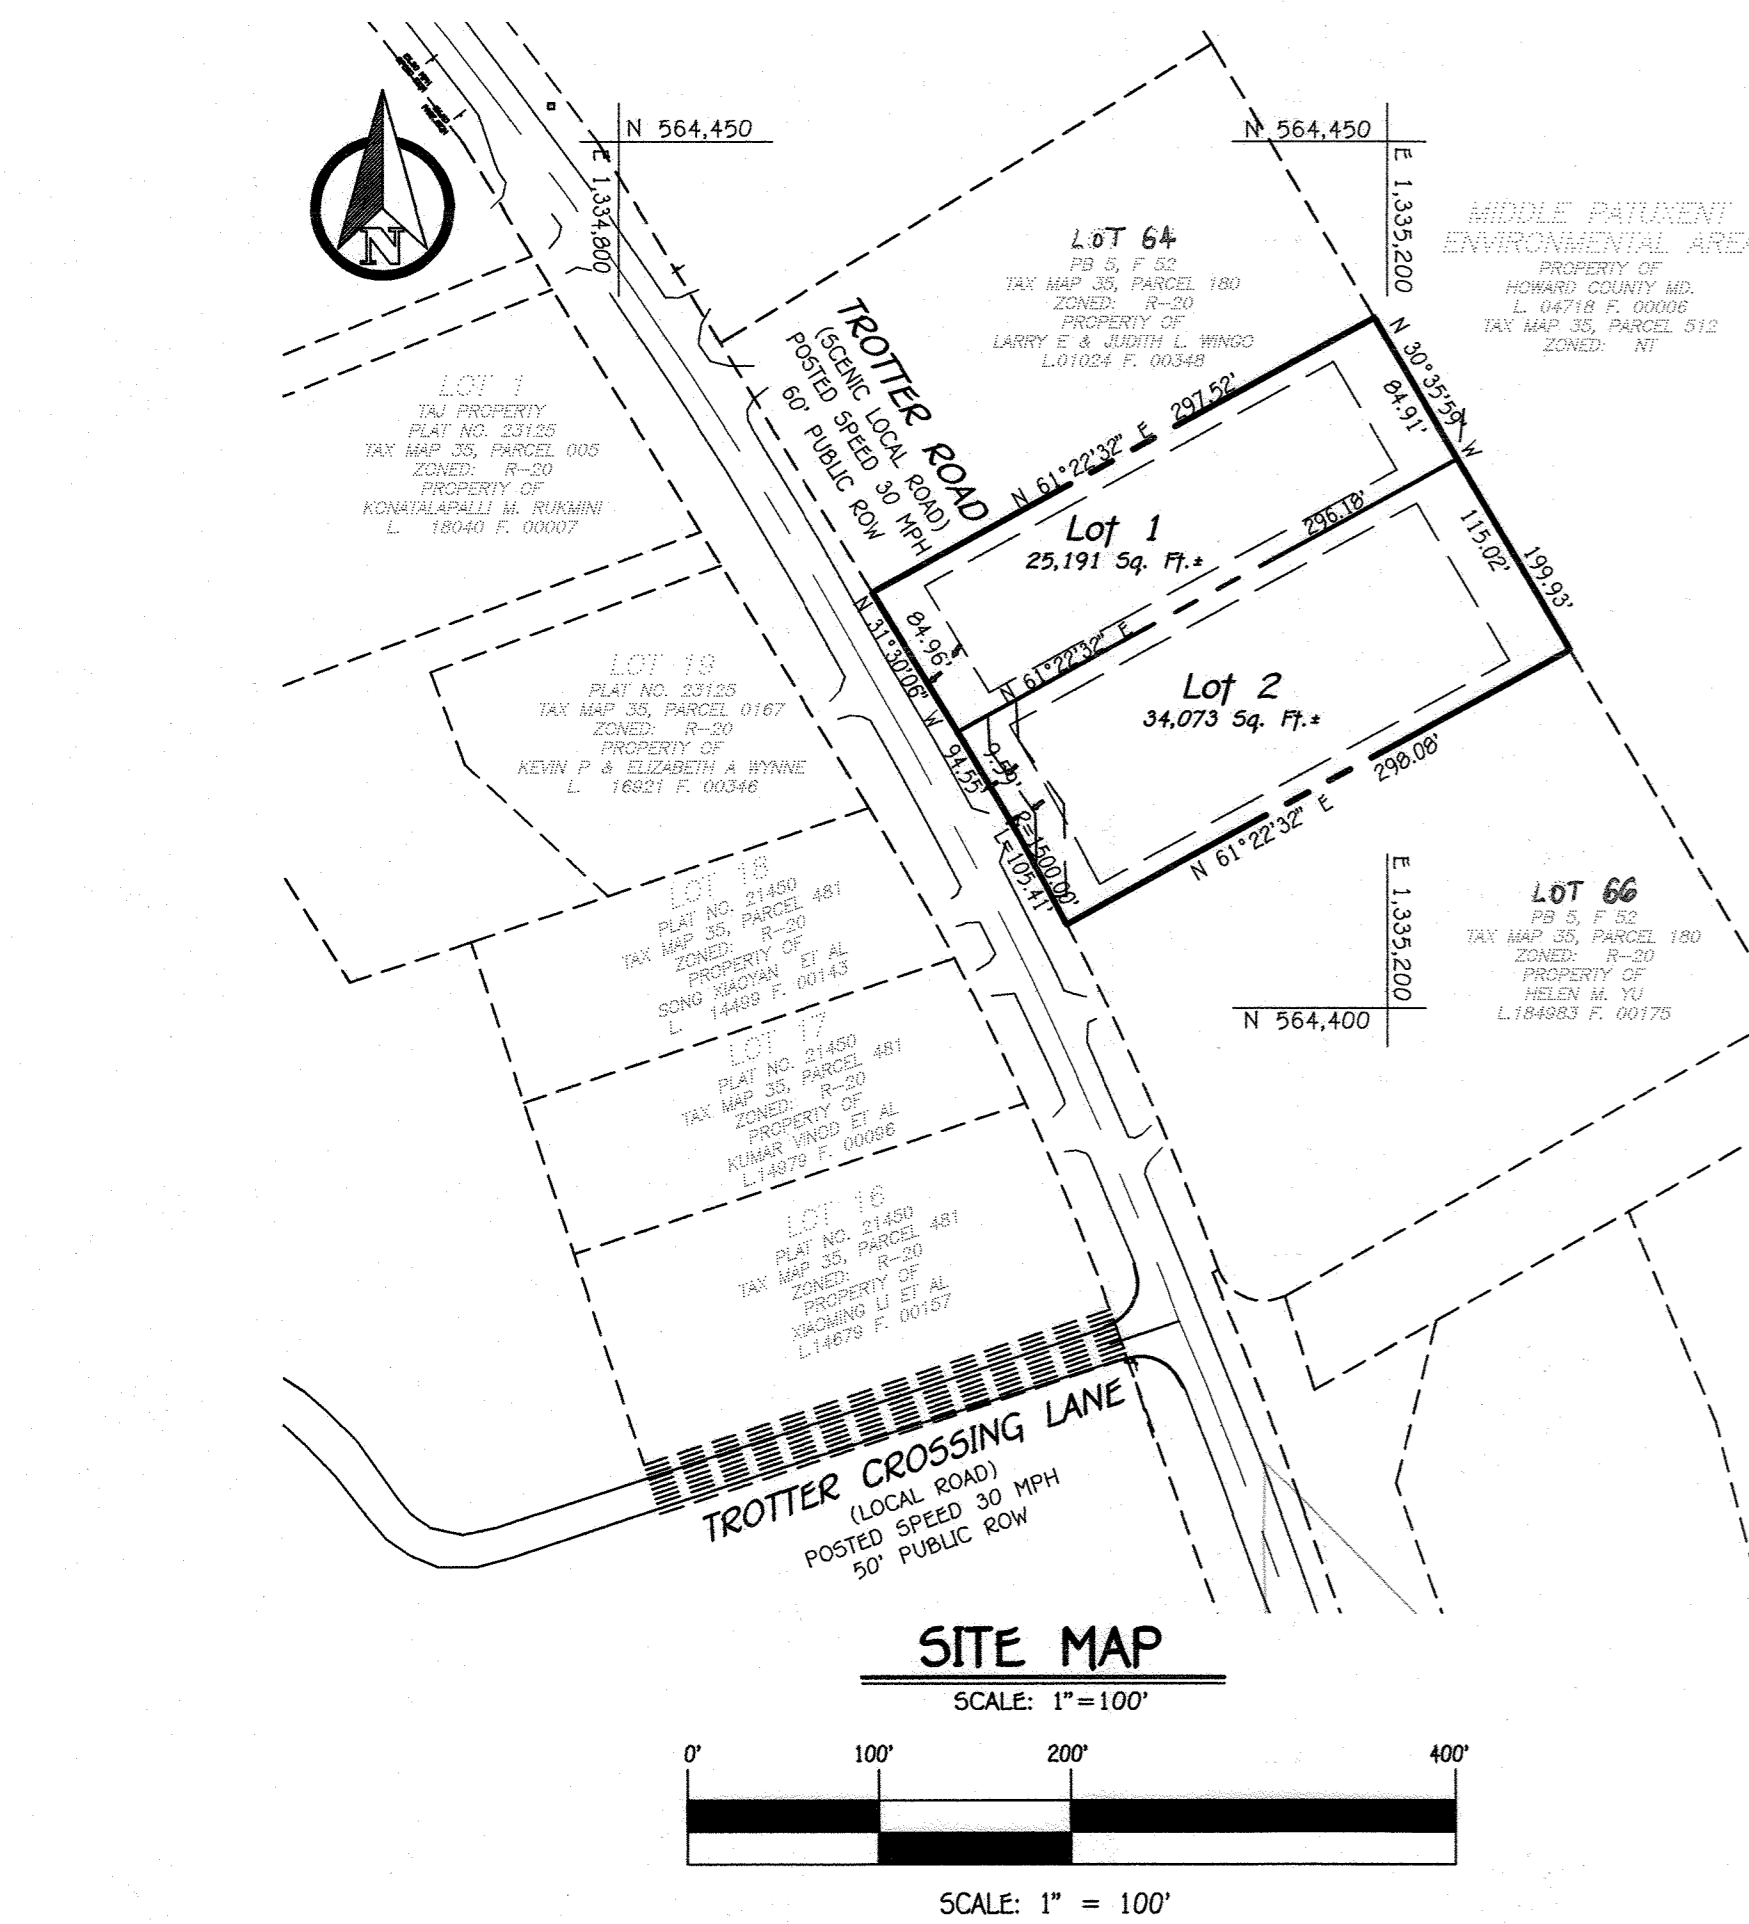 N
N 564,450
E 1,334,800
N 564,450
E 1,335,200
MIDDLE PATUXENT
ENVIRONMENTAL AREA
PROPERTY OF
HOWARD COUNTY MD.
L. 04718 F. 00006
TAX MAP 35, PARCEL 512
ZONED: NT
LOT 64
PB 5, F 52
TAX MAP 35, PARCEL 180
ZONED: R-20
PROPERTY OF
LARRY E & JUDITH L. WINGO
L.01024 F. 00348
TROTTER ROAD
(SCENIC LOCAL ROAD)
POSTED SPEED 30 MPH
60' PUBLIC ROW
LOT 1
TAJ PROPERTY
PLAT NO. 23125
TAX MAP 35, PARCEL 005
ZONED: R-20
PROPERTY OF
KONATALAPALLI M. RUKMINI
L. 18040 F. 00007
N 61°22'32" E
297.52'
N 30°35'59" W
84.91'
115.02'
199.93'
Lot 1
25,191 Sq. Ft.±
N 61°22'32" E
296.18'
N 31°30'06" W
84.96'
94.55'
9.59'
R=1500.00'
L=105.41'
Lot 2
34,073 Sq. Ft.±
N 61°22'32" E
298.08'
LOT 19
PLAT NO. 23125
TAX MAP 35, PARCEL 0167
ZONED: R-20
PROPERTY OF
KEVIN P & ELIZABETH A WYNNE
L. 16921 F. 00346
LOT 18
PLAT NO. 21450
TAX MAP 35, PARCEL 481
ZONED: R-20
PROPERTY OF
SONG XIAOYAN ET AL
L. 14499 F. 00143
E 1,335,200
N 564,400
LOT 66
PB 5, F 52
TAX MAP 35, PARCEL 180
ZONED: R-20
PROPERTY OF
HELEN M. YU
L.184983 F. 00175
LOT 17
PLAT NO. 21450
TAX MAP 35, PARCEL 481
ZONED: R-20
PROPERTY OF
KUMAR VINOD ET AL
L.14979 F. 00096
LOT 16
PLAT NO. 21450
TAX MAP 35, PARCEL 481
ZONED: R-20
PROPERTY OF
XIAOMING LI ET AL
L.14679 F. 00157
TROTTER CROSSING LANE
(LOCAL ROAD)
POSTED SPEED 30 MPH
50' PUBLIC ROW
SITE MAP
SCALE: 1"=100'
0' 100' 200' 400'
SCALE: 1" = 100'